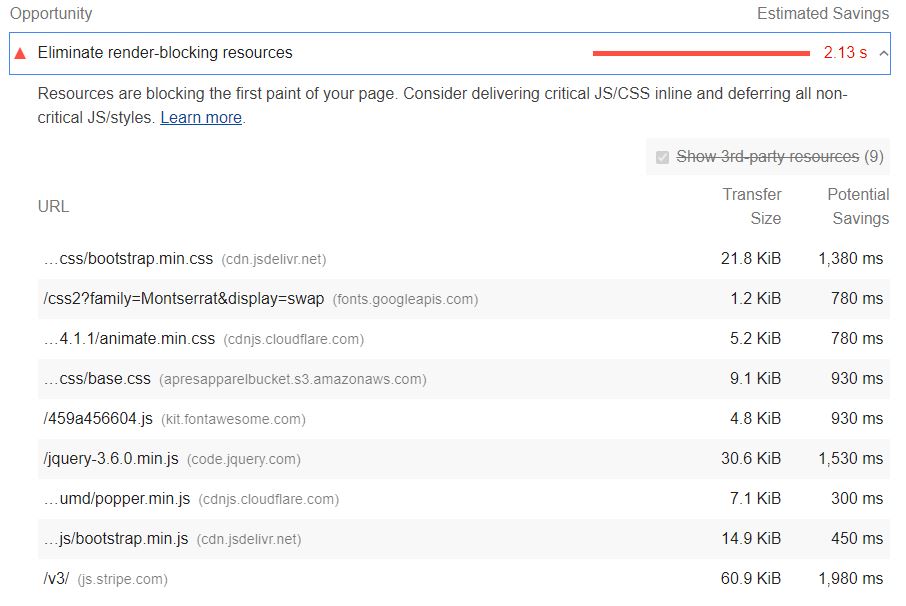 Opportunity Estimated Savings
Eliminate render-blocking resources 2.13 s
Resources are blocking the first paint of your page. Consider delivering critical JS/CSS inline and deferring all non-
critical JS/styles. Learn more.
Show 3rd-party resources (9)
URL Transfer Size Potential Savings
…css/bootstrap.min.css (cdn.jsdelivr.net) 21.8 KiB 1,380 ms
/css2?family=Montserrat&display=swap (fonts.googleapis.com) 1.2 KiB 780 ms
…4.1.1/animate.min.css (cdnjs.cloudflare.com) 5.2 KiB 780 ms
…css/base.css (apresapparelbucket.s3.amazonaws.com) 9.1 KiB 930 ms
/459a456604.js (kit.fontawesome.com) 4.8 KiB 930 ms
/jquery-3.6.0.min.js (code.jquery.com) 30.6 KiB 1,530 ms
…umd/popper.min.js (cdnjs.cloudflare.com) 7.1 KiB 300 ms
…js/bootstrap.min.js (cdn.jsdelivr.net) 14.9 KiB 450 ms
/v3/ (js.stripe.com) 60.9 KiB 1,980 ms